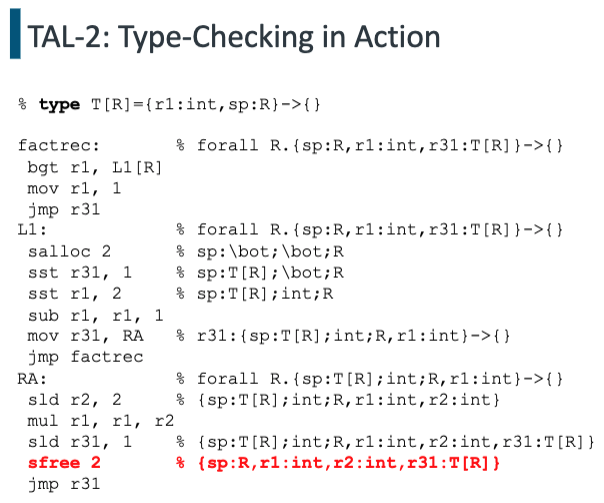 TAL-2: Type-Checking in Action
% type T[R]={r1:int,sp:R}->{}
factrec: % forall R.{sp:R,r1:int,r31:T[R]}->{}
bgt r1, L1[R]
mov r1, 1
jmp r31
L1: % forall R.{sp:R,r1:int,r31:T[R]}->{}
salloc 2 % sp:\bot;\bot;R
sst r31, 1 % sp:T[R];\bot;R
sst r1, 2 % sp:T[R];int;R
sub r1, r1, 1
mov r31, RA % r31:{sp:T[R];int;R,r1:int}->{}
jmp factrec
RA: % forall R.{sp:T[R];int;R,r1:int}->{}
sld r2, 2 % {sp:T[R];int;R,r1:int,r2:int}
mul r1, r1, r2
sld r31, 1 % {sp:T[R];int;R,r1:int,r2:int,r31:T[R]}
sfree 2 % {sp:R,r1:int,r2:int,r31:T[R]}
jmp r31